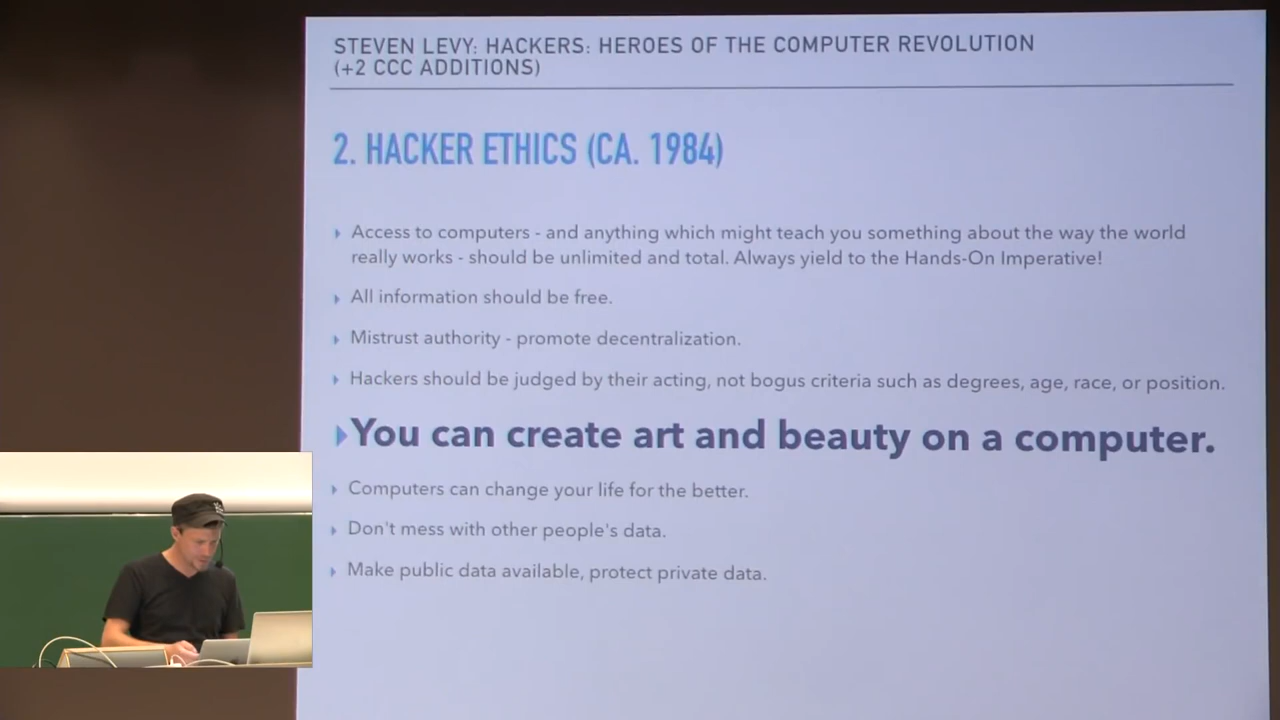 STEVEN LEVY: HACKERS: HEROES OF THE COMPUTER REVOLUTION
(+2 CCC ADDITIONS)
2. HACKER ETHICS (CA. 1984)
Access to computers - and anything which might teach you something about the way the world
really works - should be unlimited and total. Always yield to the Hands-On Imperative!
All information should be free.
Mistrust authority - promote decentralization.
Hackers should be judged by their acting, not bogus criteria such as degrees, age, race, or position.
You can create art and beauty on a computer.
Computers can change your life for the better.
Don't mess with other people's data.
Make public data available, protect private data.